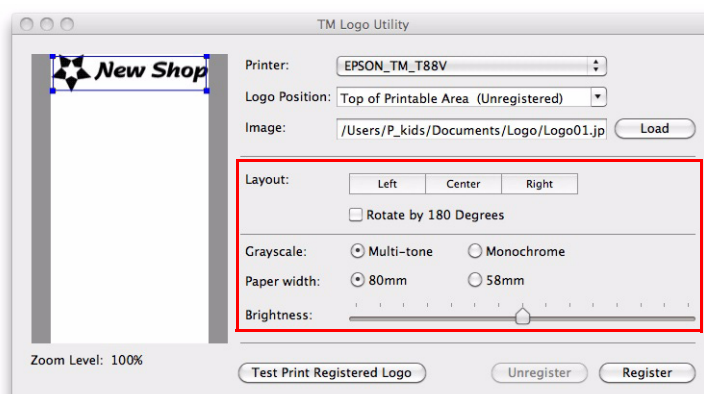 TM Logo Utility
New Shop
Printer: EPSON_TM_T88V
Logo Position: Top of Printable Area (Unregistered)
Image: /Users/P_kids/Documents/Logo/Logo01.jp Load
Layout: Left Center Right
Rotate by 180 Degrees
Grayscale: Multi-tone Monochrome
Paper width: 80mm 58mm
Brightness:
Zoom Level: 100%
Test Print Registered Logo Unregister Register